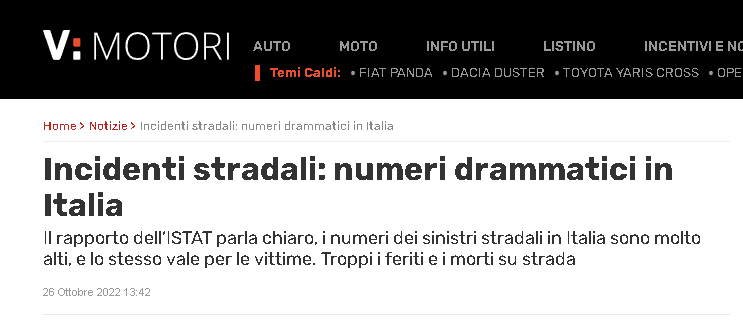 V: MOTORI
AUTO MOTO INFO UTILI LISTINO INCENTIVI E NO
Temi Caldi: • FIAT PANDA • DACIA DUSTER • TOYOTA YARIS CROSS • OPE
Home > Notizie > Incidenti stradali: numeri drammatici in Italia
Incidenti stradali: numeri drammatici in
Italia
Il rapporto dell'ISTAT parla chiaro, i numeri dei sinistri stradali in Italia sono molto
alti, e lo stesso vale per le vittime. Troppi i feriti e i morti su strada
26 Ottobre 2022 13:42